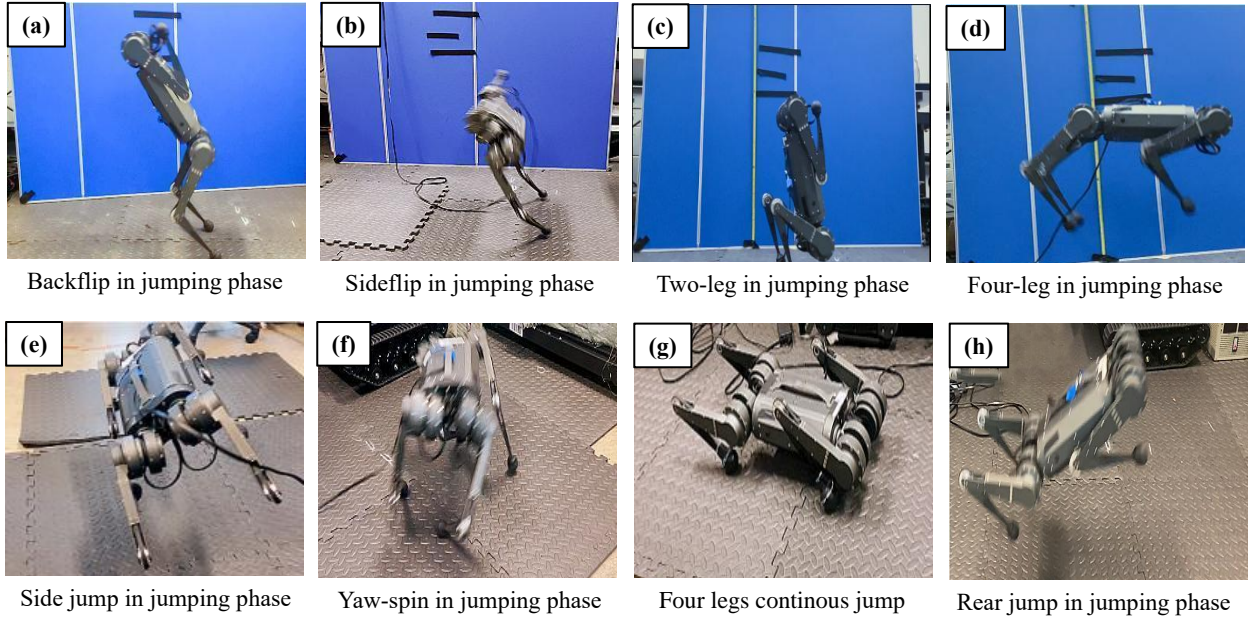 (a)
(b)
(c)
(d)
Backflip in jumping phase
Sideflip in jumping phase
Two-leg in jumping phase
Four-leg in jumping phase
(e)
(f)
(g)
(h)
Side jump in jumping phase
Yaw-spin in jumping phase
Four legs continous jump
Rear jump in jumping phase